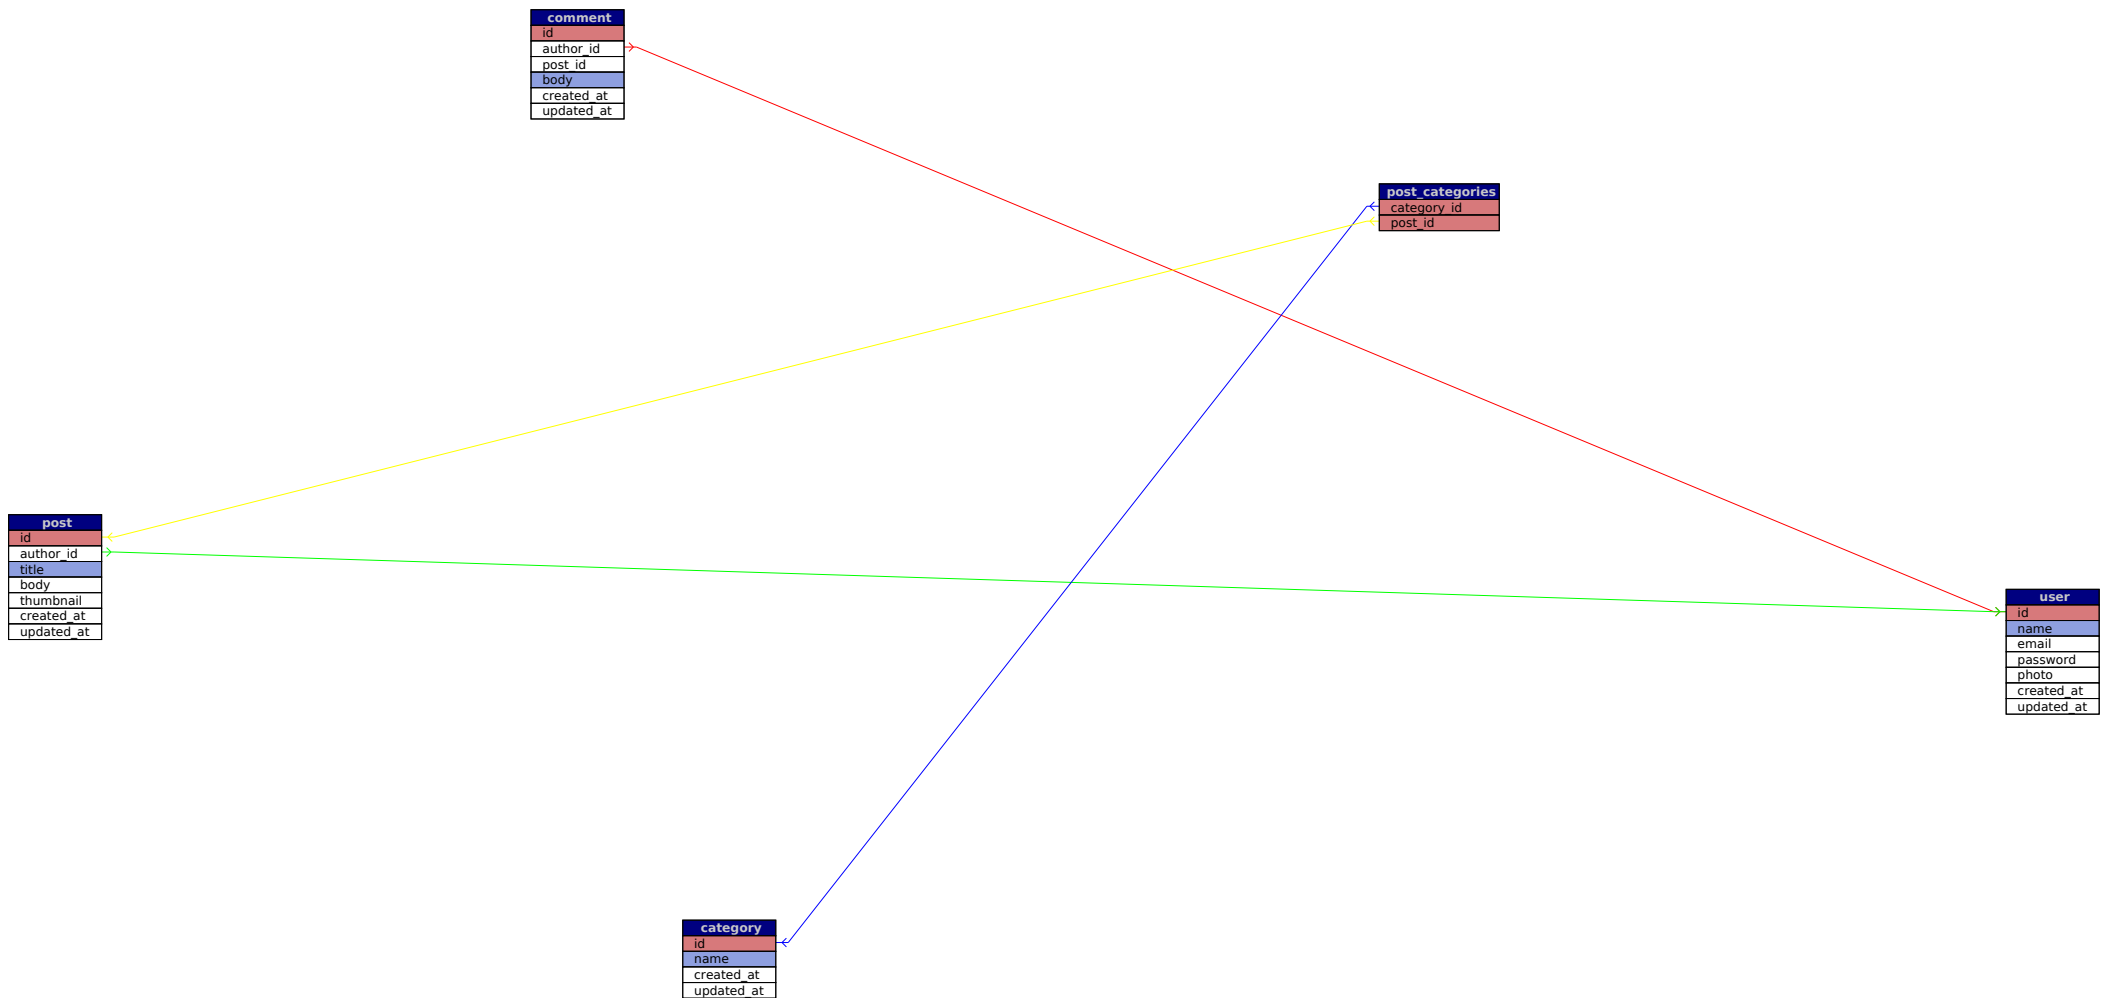 comment
id
author_id
post_id
body
created_at
updated_at
post_categories
category_id
post_id
post
id
author_id
title
body
thumbnail
created_at
updated_at
user
id
name
email
password
photo
created_at
updated_at
category
id
name
created_at
updated_at